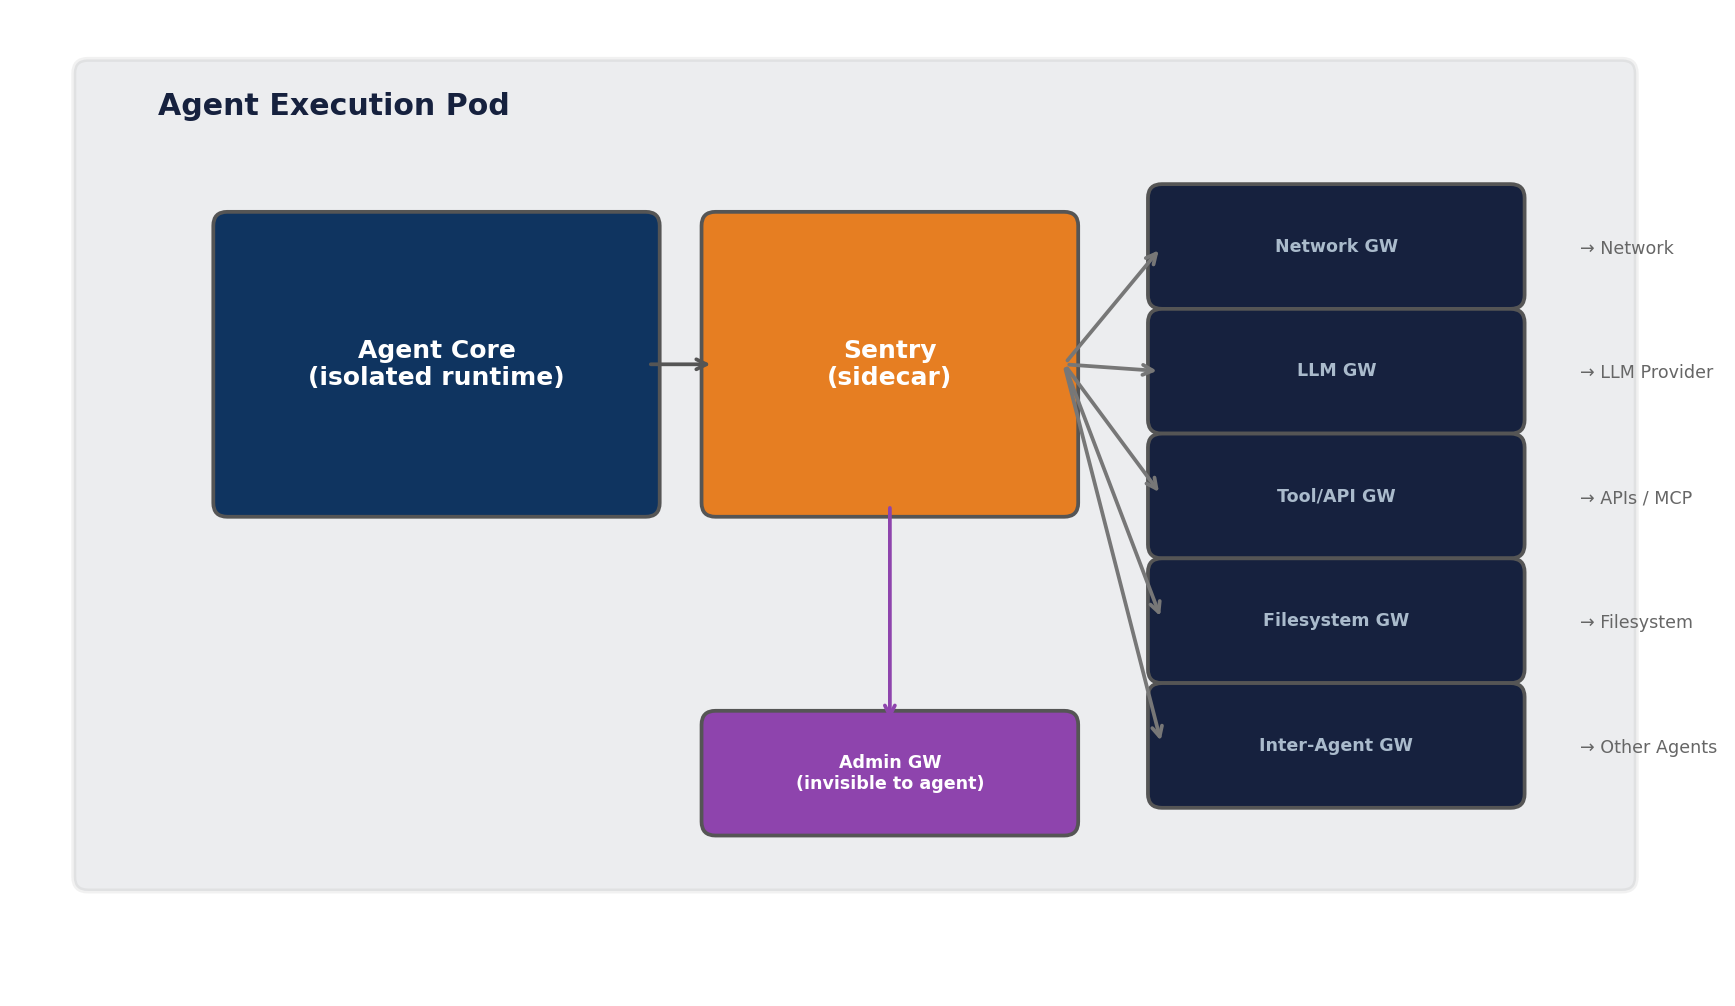 Agent Execution Pod
Agent Core
(isolated runtime)
Sentry
(sidecar)
Network GW
→ Network
LLM GW
→ LLM Provider
Tool/API GW
→ APIs / MCP
Filesystem GW
→ Filesystem
Inter-Agent GW
→ Other Agents
Admin GW
(invisible to agent)